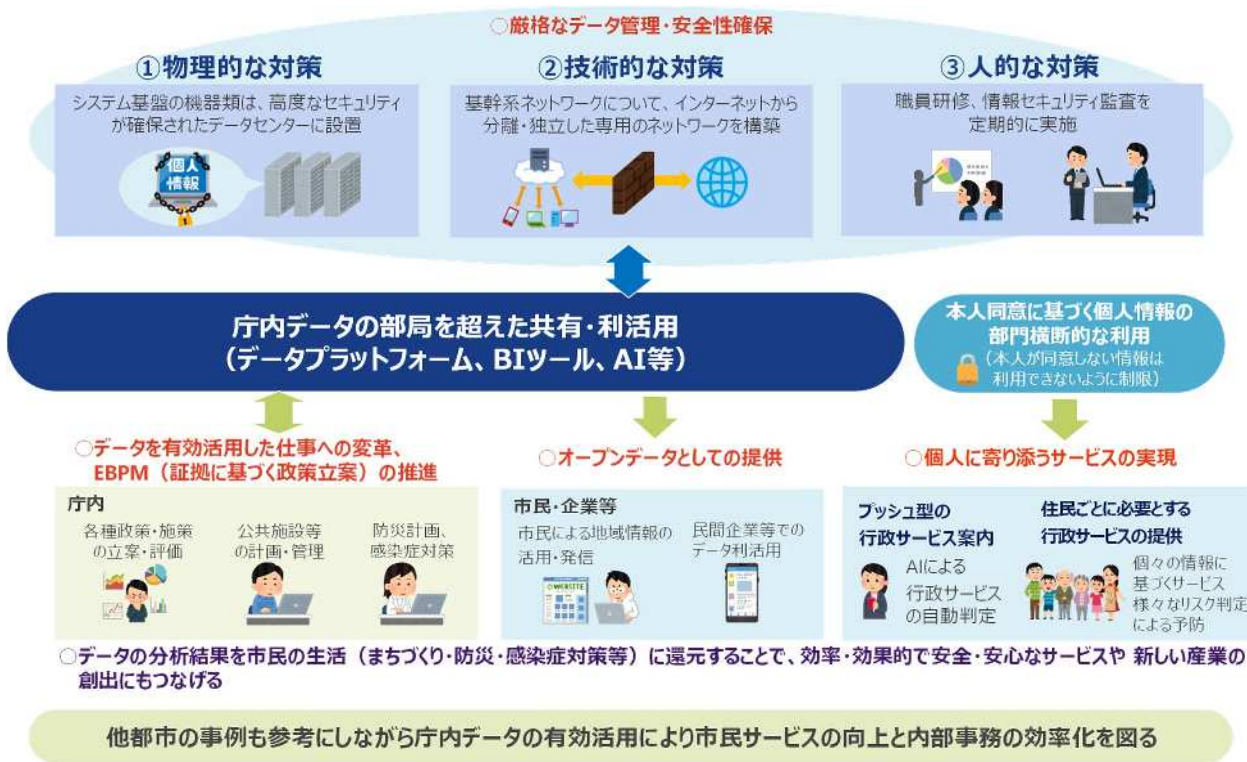 ○厳格なデータ管理・安全性確保
①物理的な対策
システム基盤の機器類は、高度なセキュリティ
が確保されたデータセンターに設置
個人
情報
②技術的な対策
基幹系ネットワークについて、インターネットから
分離・独立した専用のネットワークを構築
③人的な対策
職員研修、情報セキュリティ監査を
定期的に実施
庁内データの部局を超えた共有・利活用
(データプラットフォーム、BIツール、AI等)
本人同意に基づく個人情報の
部門横断的な利用
(本人が同意しない情報は
利用できないように制限)
○データを有効活用した仕事への変革、
EBPM（証拠に基づく政策立案）の推進
庁内
各種政策・施策
の立案・評価
公共施設等
の計画・管理
防災計画、
感染症対策
○オープンデータとしての提供
市民・企業等
市民による地域情報の
活用・発信
WEBSITE
民間企業等での
データ利活用
○個人に寄り添うサービスの実現
プッシュ型の
行政サービス案内
AIによる
行政サービス
の自動判定
住民ごとに必要とする
行政サービスの提供
個々の情報に
基づくサービス
様々なリスク判定
による予防
○データの分析結果を市民の生活（まちづくり・防災・感染症対策等）に還元することで、効率・効果的で安全・安心なサービスや 新しい産業の
創出にもつなげる
他都市の事例も参考にしながら庁内データの有効活用により市民サービスの向上と内部事務の効率化を図る